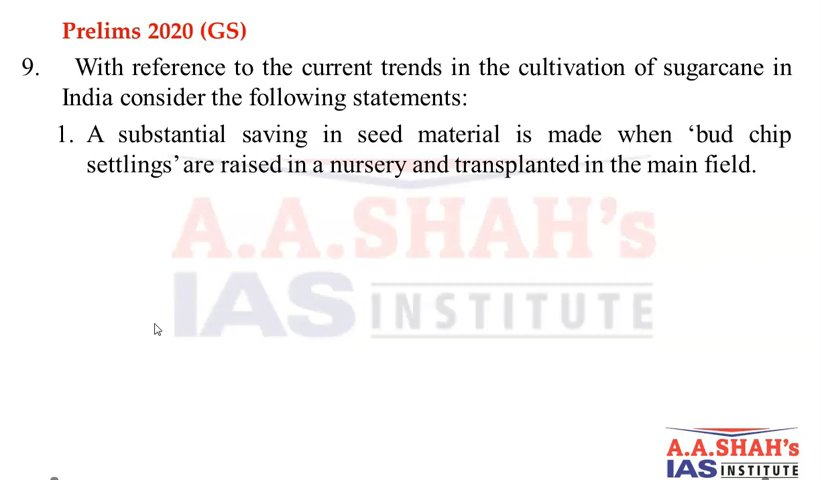 Prelims 2020 (GS)
9. With reference to the current trends in the cultivation of sugarcane in
India consider the following statements:
1. A substantial saving in seed material is made when ‘bud chip
settlings’ are raised in a nursery and transplanted in the main field.
A.A.SHAH's
IAS INSTITUTE
A.A.SHAH's
IAS INSTITUTE